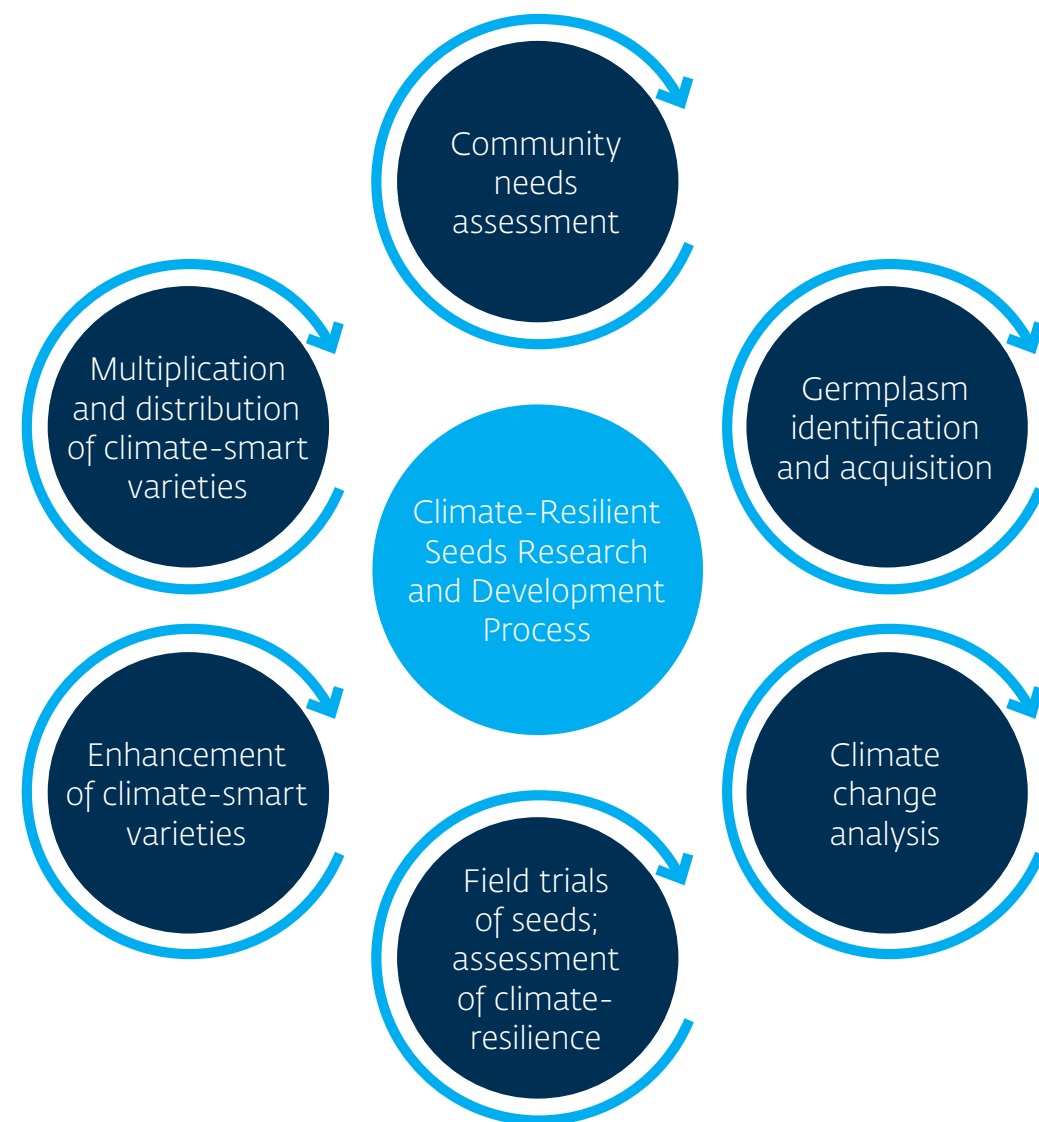 Community
needs
assessment
Germplasm
identification
and acquisition
Climate
change
analysis
Field trials
of seeds;
assessment
of climate-
resilience
Enhancement
of climate-smart
varieties
Multiplication
and distribution
of climate-smart
varieties
Climate-Resilient
Seeds Research
and Development
Process